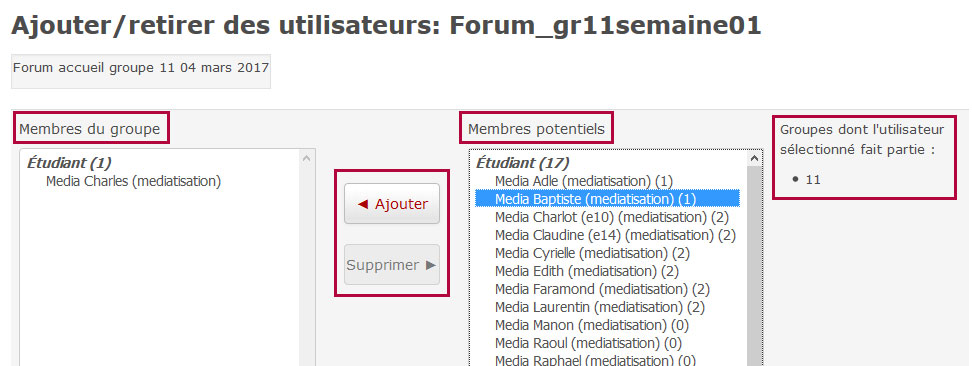 Ajouter/retirer des utilisateurs: Forum_gr11semaine01
Forum accueil groupe 11 04 mars 2017
Membres du groupe
Étudiant (1)
Media Charles (mediatisation)
◄ Ajouter
Supprimer ►
Membres potentiels
Étudiant (17)
Media Adle (mediatisation) (1)
Media Baptiste (mediatisation) (1)
Media Charlot (e10) (mediatisation) (2)
Media Claudine (e14) (mediatisation) (2)
Media Cyrielle (mediatisation) (2)
Media Edith (mediatisation) (2)
Media Faramond (mediatisation) (2)
Media Laurentin (mediatisation) (2)
Media Manon (mediatisation) (0)
Media Raoul (mediatisation) (0)
Media Raphael (mediatisation) (0)
Groupes dont l'utilisateur
sélectionné fait partie :
• 11